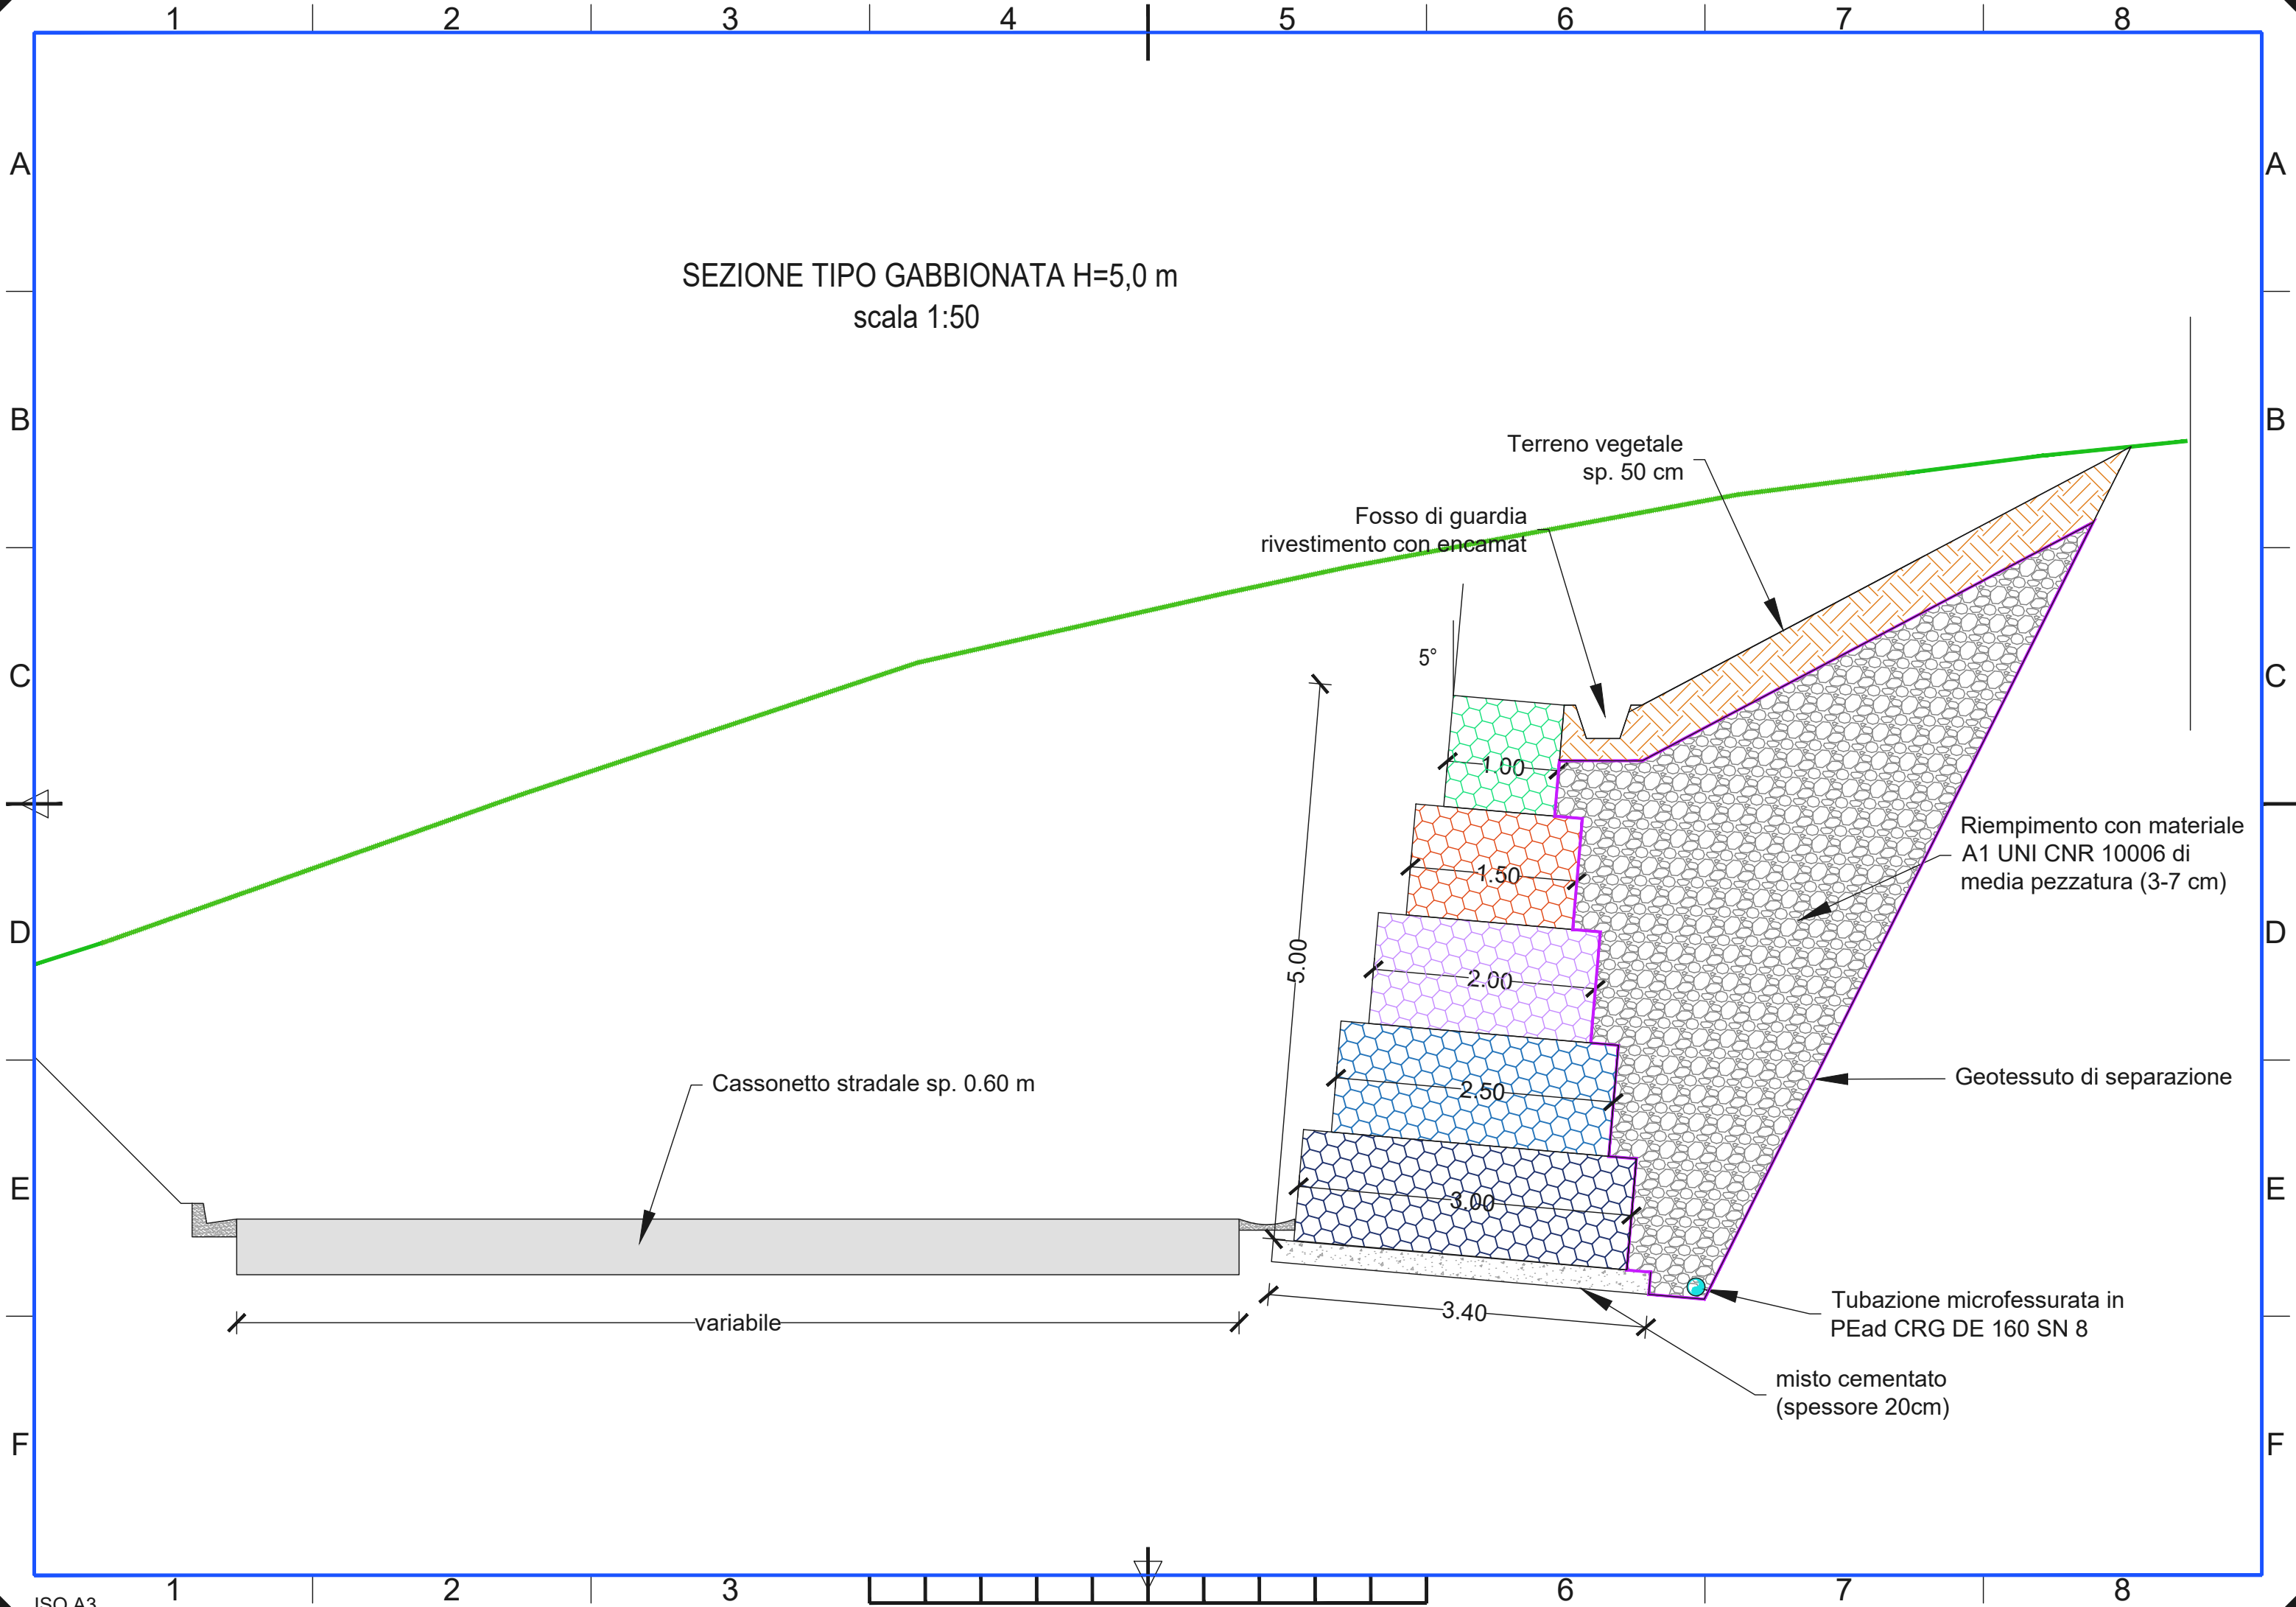 1 2 3 4 5 6 7 8
A A
B B
C C
D D
E E
F F
SEZIONE TIPO GABBIONATA H=5,0 m
scala 1:50
Terreno vegetale
sp. 50 cm
Fosso di guardia
rivestimento con encamat
5°
1.00
1.50
2.00
2.50
3.00
5.00
3.40
Riempimento con materiale
A1 UNI CNR 10006 di
media pezzatura (3-7 cm)
Geotessuto di separazione
Cassonetto stradale sp. 0.60 m
variabile
Tubazione microfessurata in
PEad CRG DE 160 SN 8
misto cementato
(spessore 20cm)
1 2 3 6 7 8
ISO A3